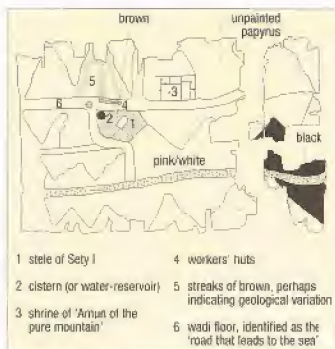 brown
unpainted
papyrus
5
6
4
3
2
1
black
pink/white
1 stele of Sety I
2 cistern (or water-reservoir)
3 shrine of 'Amun of the
pure mountain'
4 workers' huts
5 streaks of brown, perhaps
indicating geological variation
6 wadi floor, identified as the
'road that leads to the sea'